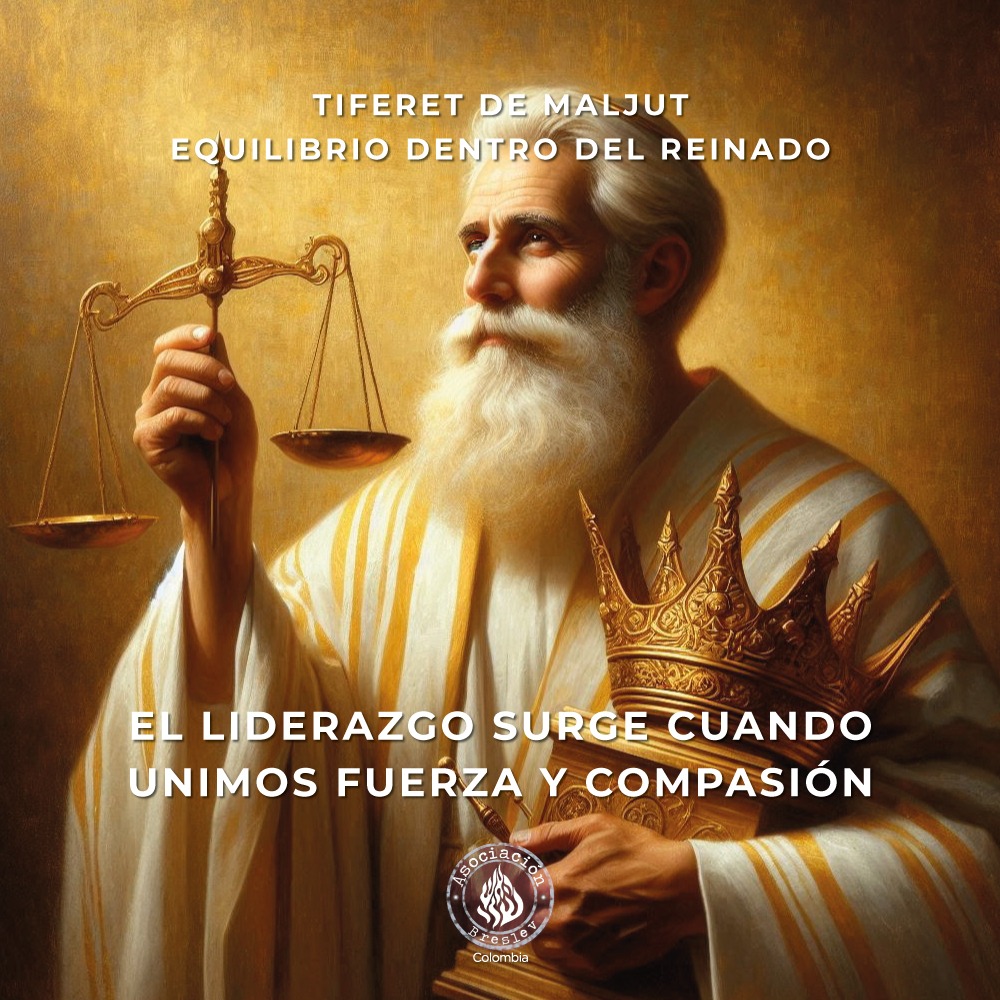 TIFERET DE MALJUT
EQUILIBRIO DENTRO DEL REINADO
EL LIDERAZGO SURGE CUANDO
UNIMOS FUERZA Y COMPASIÓN
Asociación
Breslev
Colombia